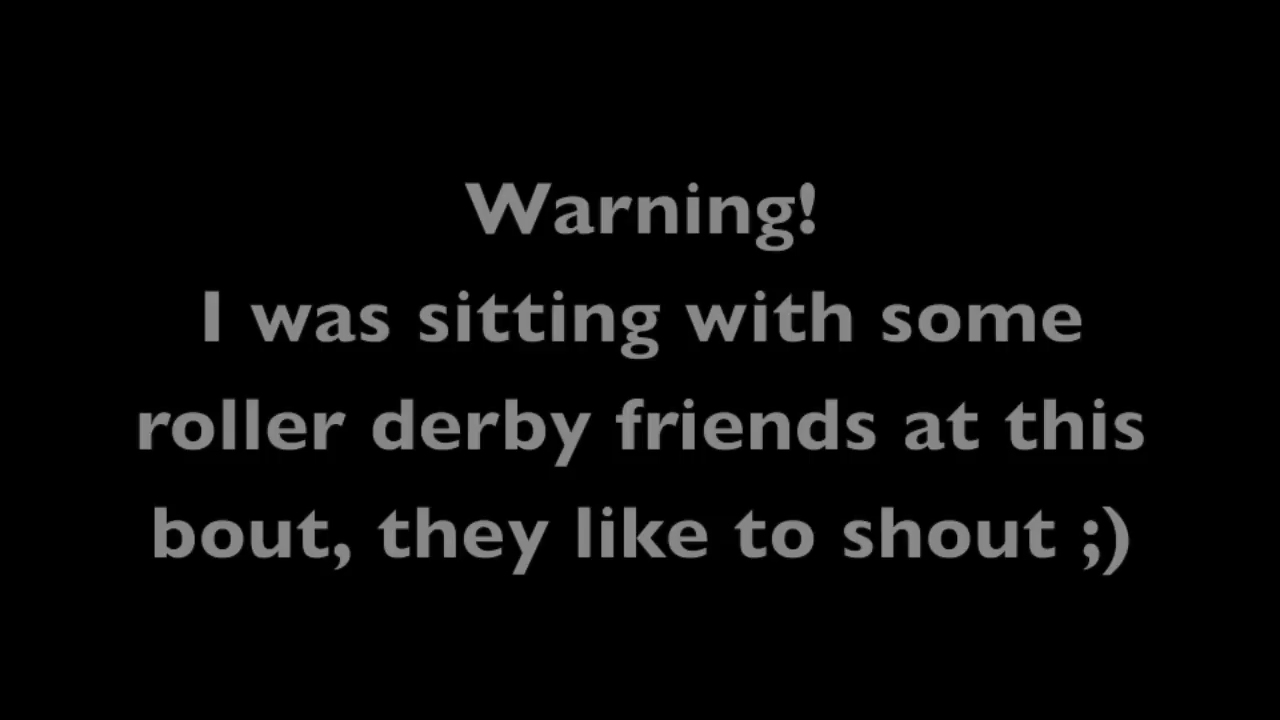 Warning!
I was sitting with some
roller derby friends at this
bout, they like to shout ;)